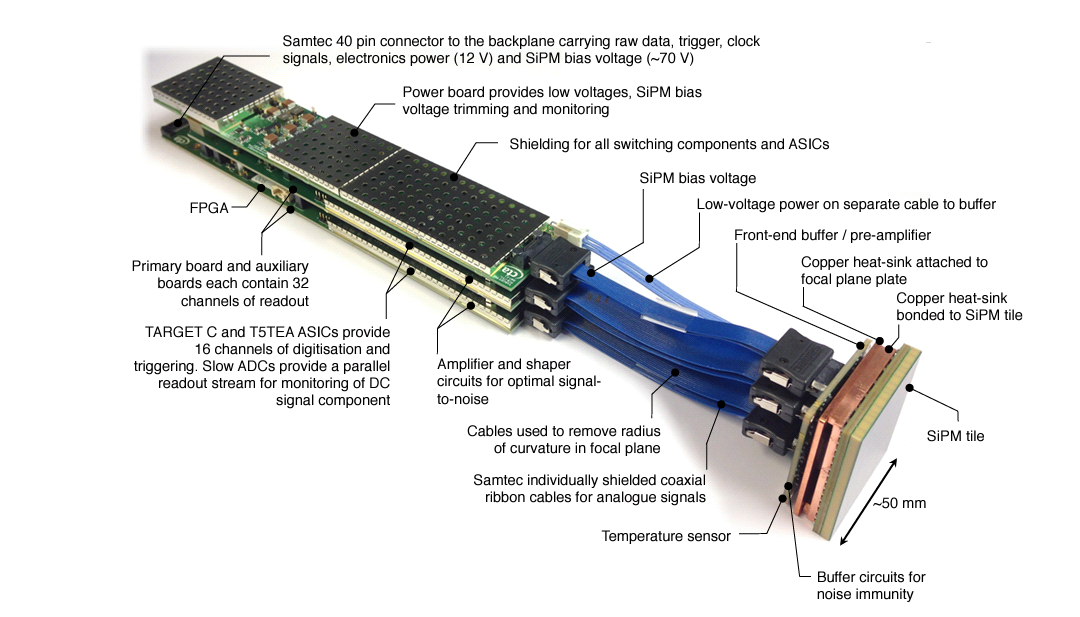 Samtec 40 pin connector to the backplane carrying raw data, trigger, clock
signals, electronics power (12 V) and SiPM bias voltage (~70 V)
Power board provides low voltages, SiPM bias
voltage trimming and monitoring
Shielding for all switching components and ASICs
SiPM bias voltage
Low-voltage power on separate cable to buffer
FPGA
Front-end buffer / pre-amplifier
Copper heat-sink attached to
focal plane plate
Copper heat-sink
bonded to SiPM tile
Primary board and auxiliary
boards each contain 32
channels of readout
cta
TARGET C and T5TEA ASICs provide
16 channels of digitisation and
triggering. Slow ADCs provide a parallel
readout stream for monitoring of DC
signal component
Amplifier and shaper
circuits for optimal signal-
to-noise
Cables used to remove radius
of curvature in focal plane
SiPM tile
Samtec individually shielded coaxial
ribbon cables for analogue signals
~50 mm
Temperature sensor
Buffer circuits for
noise immunity